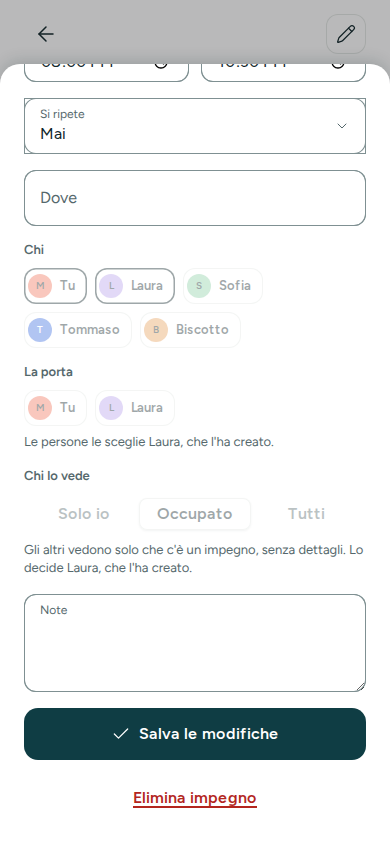 Si ripete
Mai
Dove
Chi
M Tu L Laura S Sofia
T Tommaso B Biscotto
La porta
M Tu L Laura
Le persone le sceglie Laura, che l'ha creato.
Chi lo vede
Solo io Occupato Tutti
Gli altri vedono solo che c'è un impegno, senza dettagli. Lo
decide Laura, che l'ha creato.
Note
Salva le modifiche
Elimina impegno